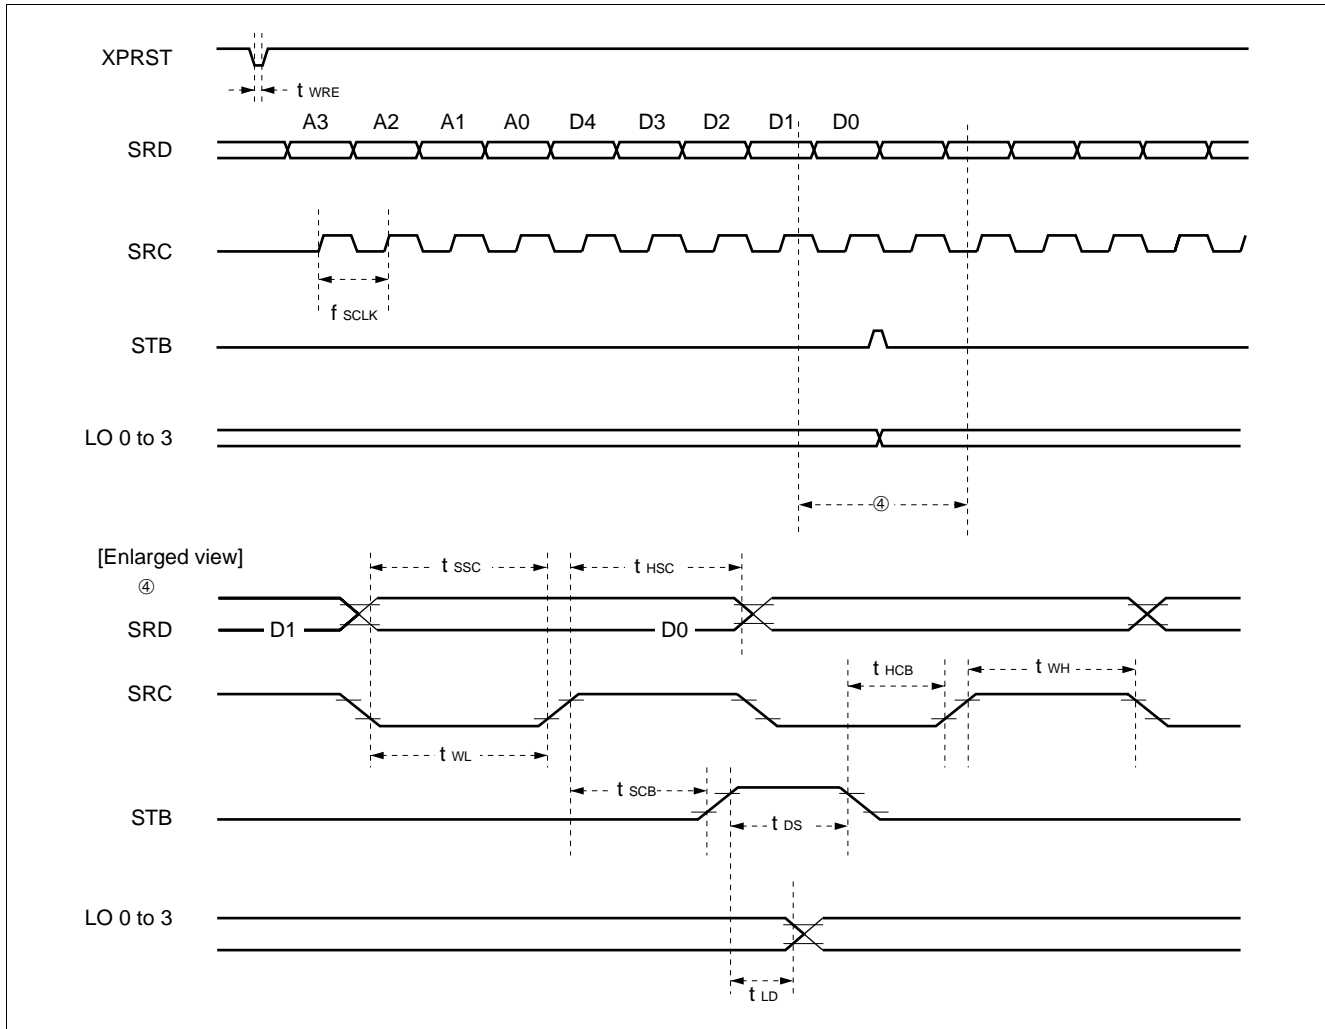 XPRST
t WRE
A3 A2 A1 A0 D4 D3 D2 D1 D0
SRD
SRC
f SCLK
STB
LO 0 to 3
④
[Enlarged view]
④
t SSC t HSC
SRD D1 D0
t HCB t WH
SRC
t WL
t SCB
STB
t DS
LO 0 to 3
t LD